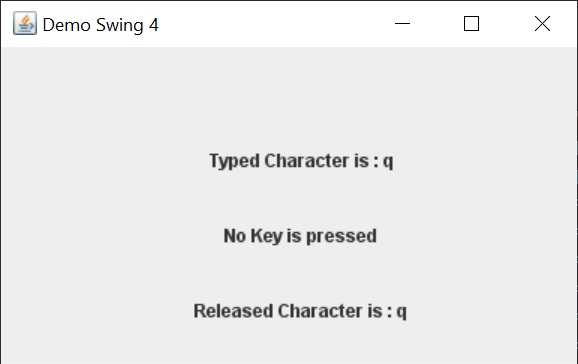 Demo Swing 4
Typed Character is : q
No Key is pressed
Released Character is : q